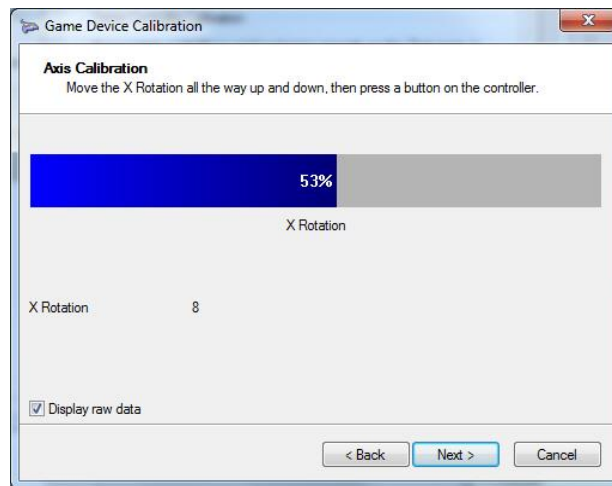 Game Device Calibration
Axis Calibration
Move the X Rotation all the way up and down, then press a button on the controller.
53%
X Rotation
X Rotation 8
Display raw data
< Back Next > Cancel